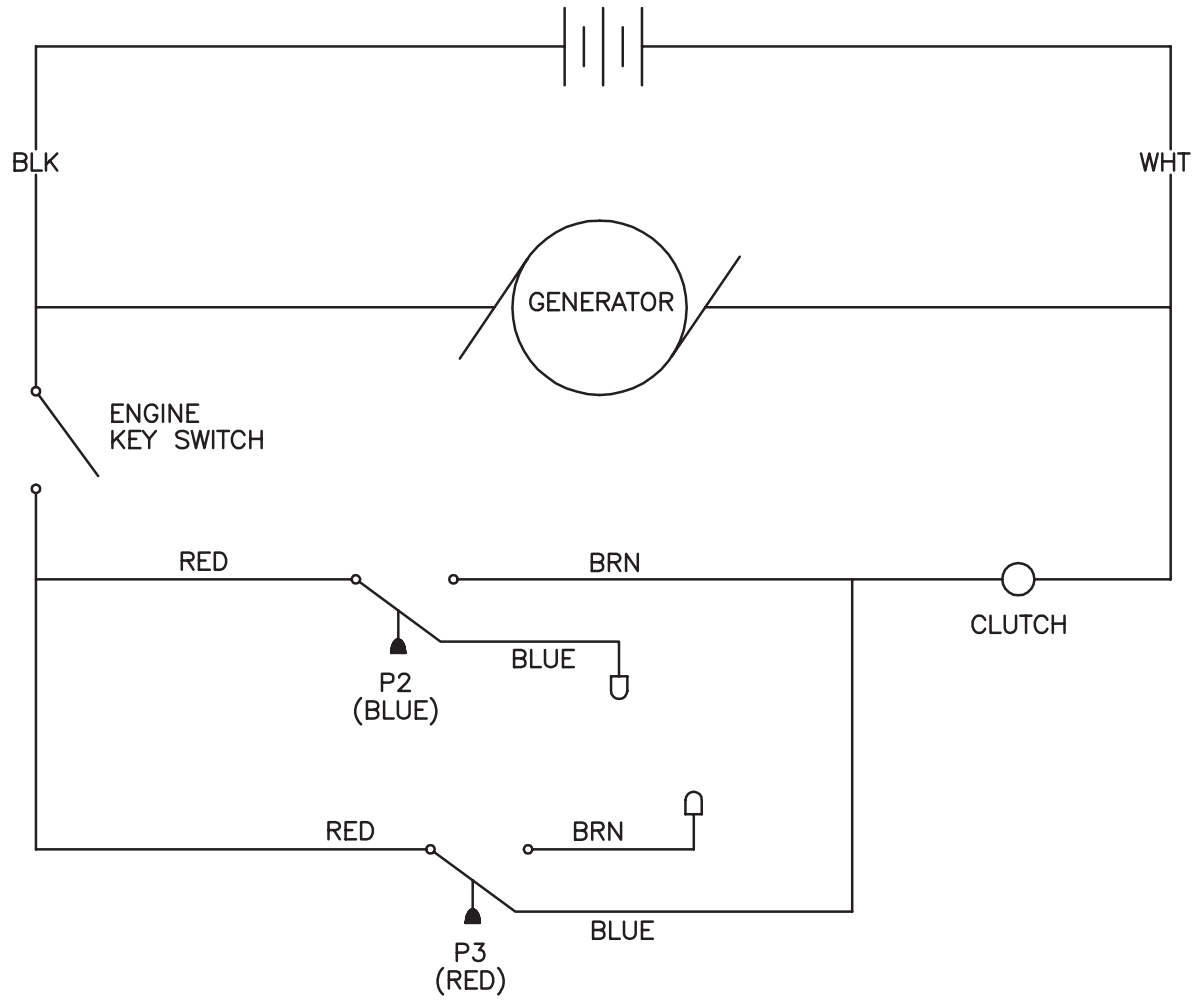 BLK
WHT
GENERATOR
ENGINE
KEY SWITCH
RED
BRN
CLUTCH
BLUE
P2
(BLUE)
RED
BRN
BLUE
P3
(RED)